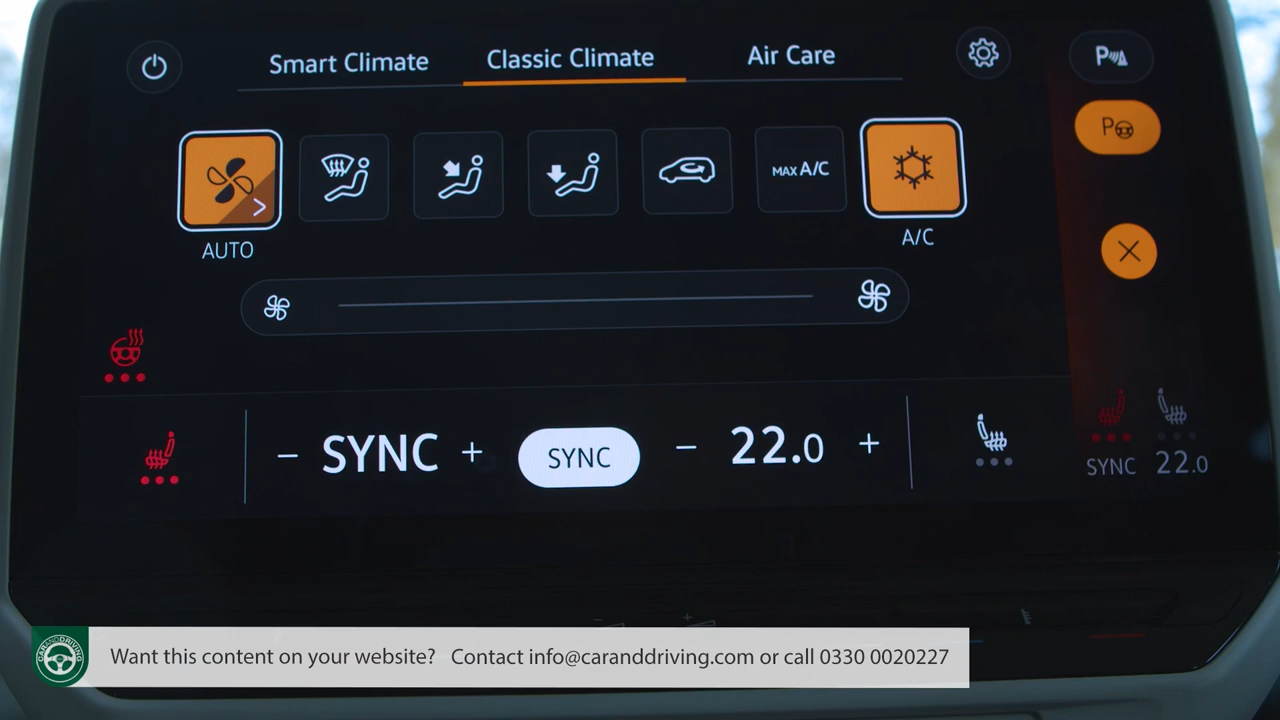 Smart Climate
Classic Climate
Air Care
P
P
MAX A/C
AUTO
A/C
− SYNC + SYNC − 22.0 +
SYNC 22.0
CARANDDRIVING
Want this content on your website? Contact info@caranddriving.com or call 0330 0020227